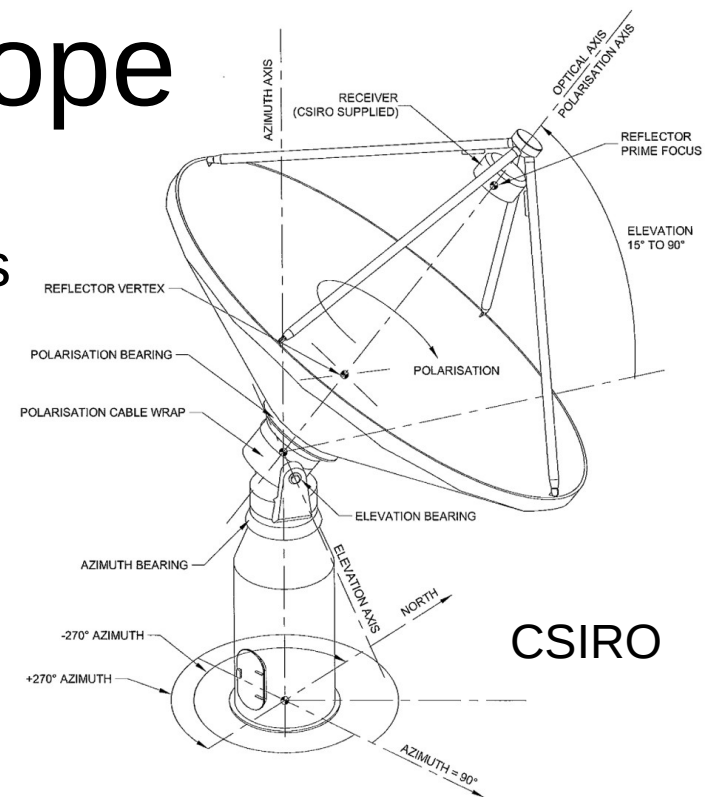 ope
s
AZIMUTH AXIS
OPTICAL AXIS
POLARISATION AXIS
RECEIVER
(CSIRO SUPPLIED)
REFLECTOR
PRIME FOCUS
ELEVATION
15° TO 90°
REFLECTOR VERTEX
POLARISATION BEARING
POLARISATION
POLARISATION CABLE WRAP
ELEVATION BEARING
AZIMUTH BEARING
ELEVATION AXIS
NORTH
CSIRO
-270° AZIMUTH
+270° AZIMUTH
AZIMUTH = 90°